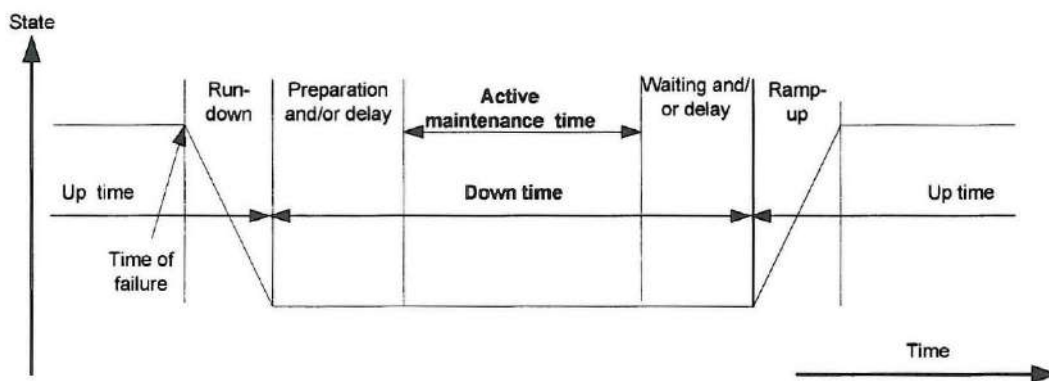 State
Run-
down
Preparation
and/or delay
Active
maintenance time
Waiting and/
or delay
Ramp-
up
Up time
Down time
Up time
Time of
failure
Time